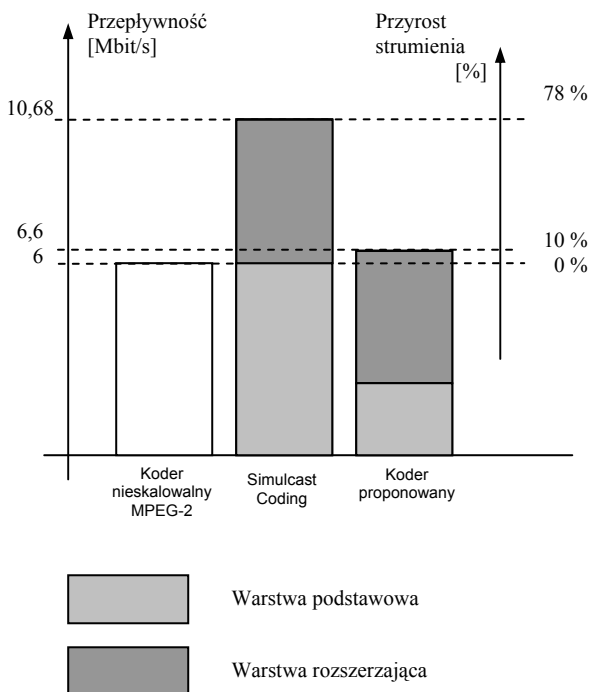 Przepływność
[Mbit/s]
Przyrost
strumienia
[%]
10,68
78 %
6,6
10 %
6
0 %
Koder
nieskalowalny
MPEG-2
Simulcast
Coding
Koder
proponowany
Warstwa podstawowa
Warstwa rozszerzająca